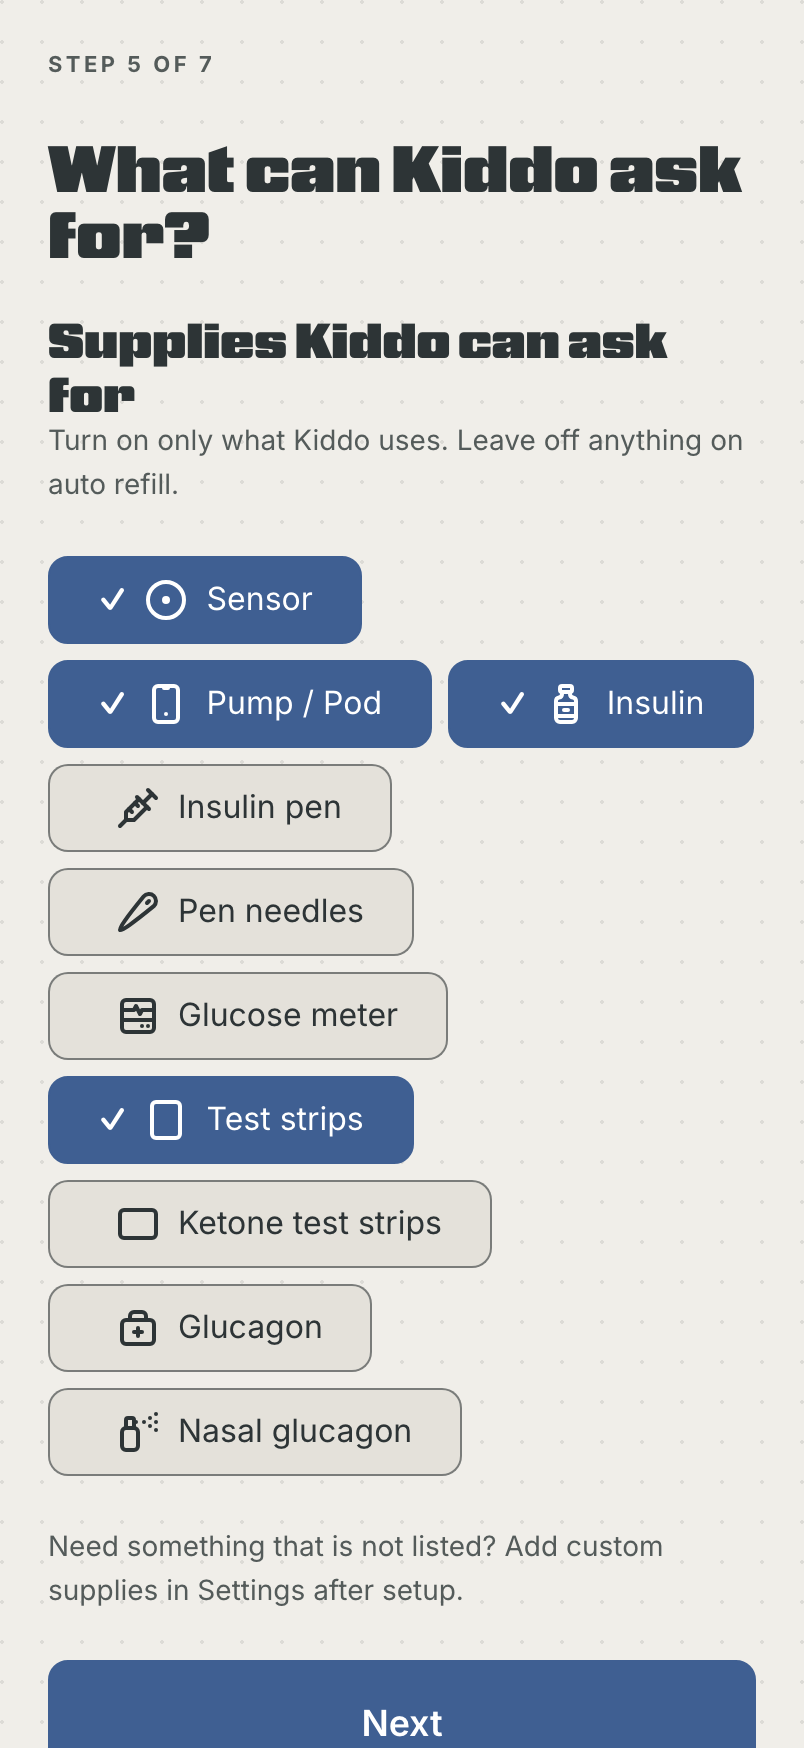 STEP 5 OF 7
What can Kiddo ask
for?
Supplies Kiddo can ask
for
Turn on only what Kiddo uses. Leave off anything on
auto refill.
Sensor
Pump / Pod
Insulin
Insulin pen
Pen needles
Glucose meter
Test strips
Ketone test strips
Glucagon
Nasal glucagon
Need something that is not listed? Add custom
supplies in Settings after setup.
Next